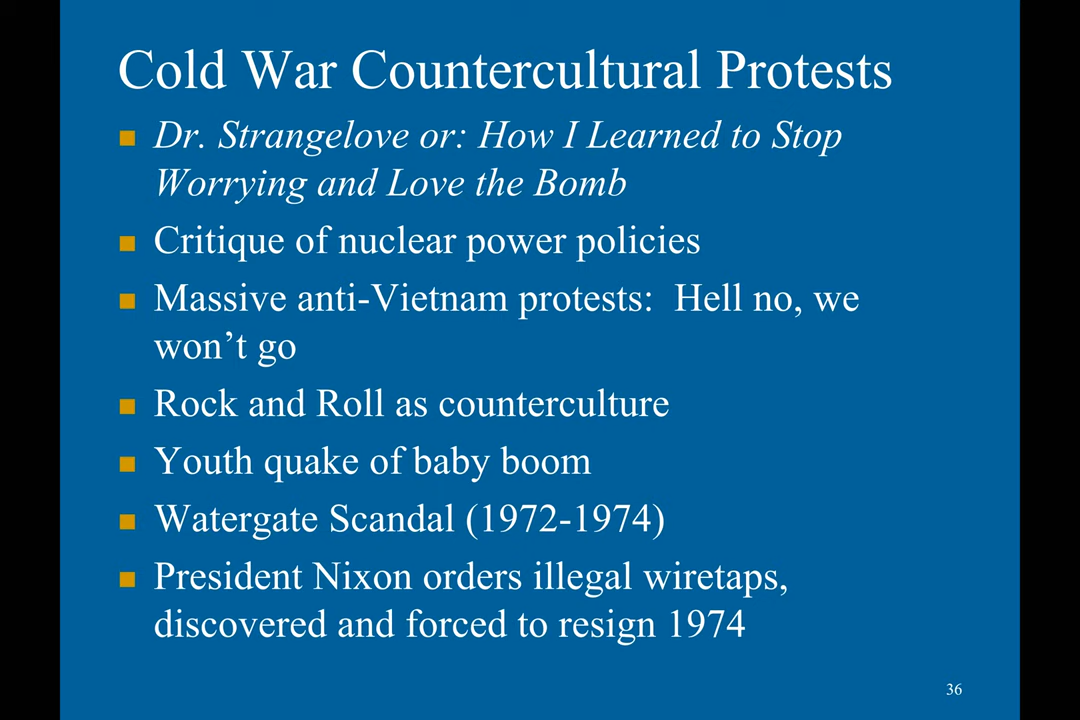 Cold War Countercultural Protests
Dr. Strangelove or: How I Learned to Stop
Worrying and Love the Bomb
Critique of nuclear power policies
Massive anti-Vietnam protests:  Hell no, we
won’t go
Rock and Roll as counterculture
Youth quake of baby boom
Watergate Scandal (1972-1974)
President Nixon orders illegal wiretaps,
discovered and forced to resign 1974
36